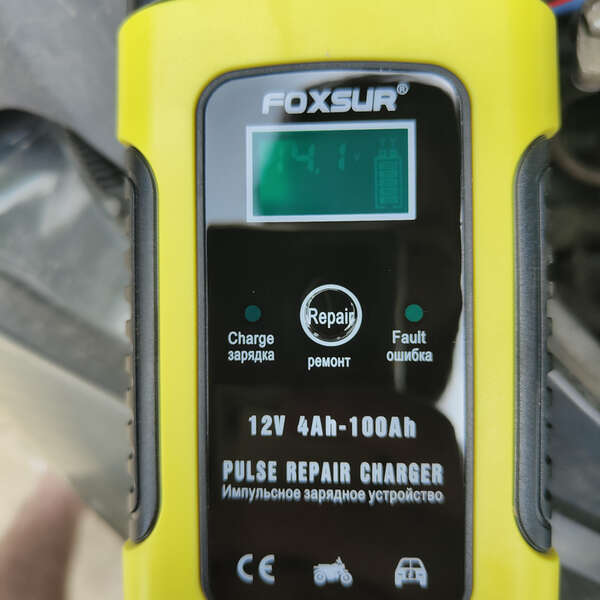 FOXSUR®
14.1v
Charge
зарядка
Repair
ремонт
Fault
ошибка
12V 4Ah-100Ah
PULSE REPAIR CHARGER
Импульсное зарядное устройство
CE